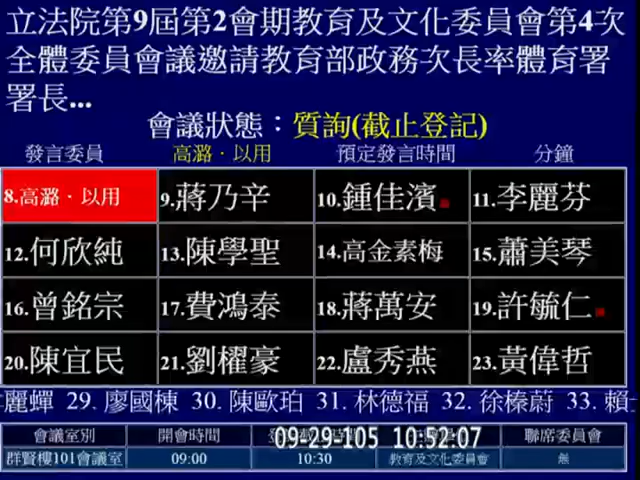 立法院第9屆第2會期教育及文化委員會第4次
全體委員會議邀請教育部政務次長率體育署
署長...
會議狀態：質詢(截止登記)
發言委員 高潞．以用 預定發言時間 分鐘
8.高潞．以用 9.蔣乃辛 10.鍾佳濱 11.李麗芬
12.何欣純 13.陳學聖 14.高金素梅 15.蕭美琴
16.曾銘宗 17.費鴻泰 18.蔣萬安 19.許毓仁
20.陳宜民 21.劉櫂豪 22.盧秀燕 23.黃偉哲
麗蟬 29. 廖國棟 30. 陳歐珀 31. 林德福 32. 徐榛蔚 33. 賴
會議室別 開會時間 聯席委員會
09-29-105 10:52:07
群賢樓101會議室 09:00 10:30 教育及文化委員會 無